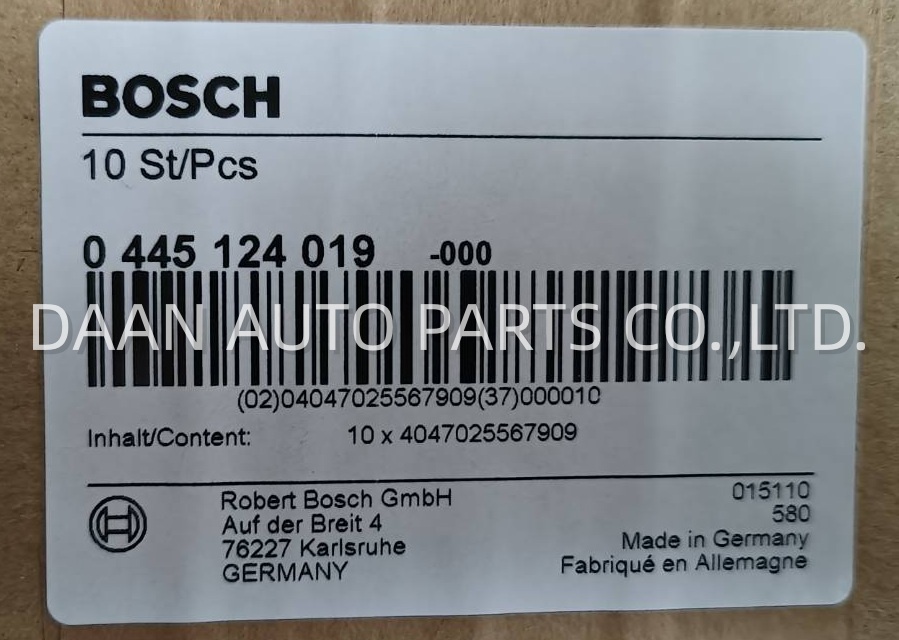 BOSCH
10 St/Pcs
0 445 124 019 -000
DAAN AUTO PARTS CO.,LTD.
(02)04047025567909(37)000010
Inhalt/Content: 10 x 4047025567909
Robert Bosch GmbH 015110
Auf der Breit 4 580
76227 Karlsruhe Made in Germany
GERMANY Fabriqué en Allemagne